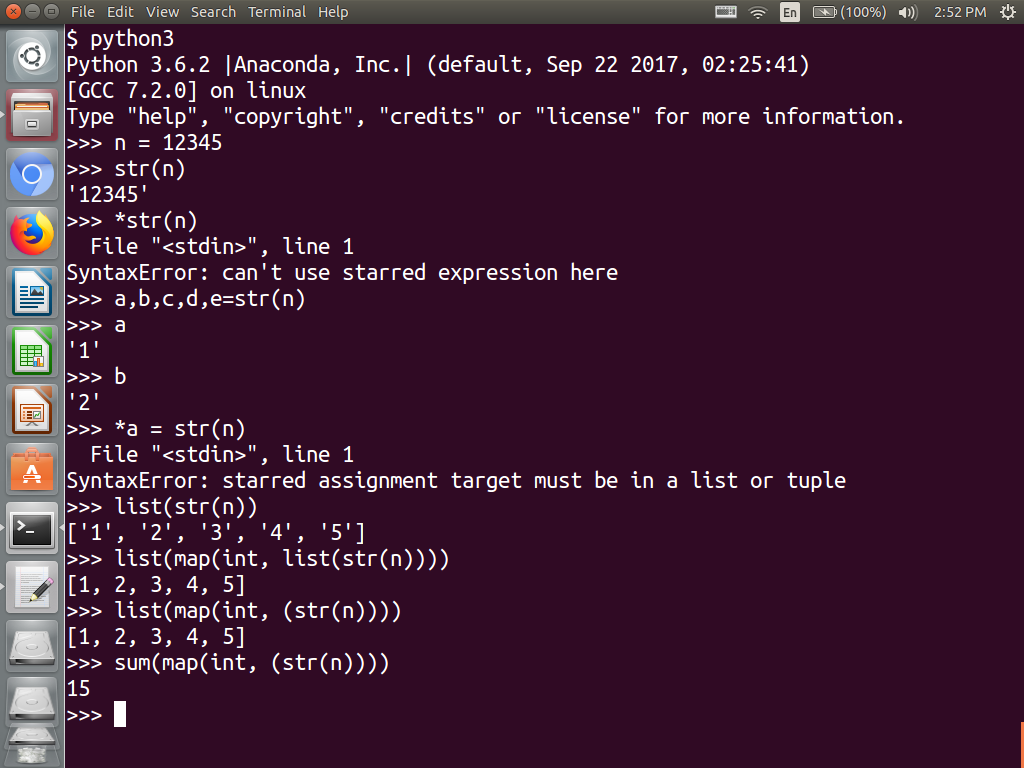 File Edit View Search Terminal Help En (100%) 2:52 PM
$ python3
Python 3.6.2 |Anaconda, Inc.| (default, Sep 22 2017, 02:25:41)
[GCC 7.2.0] on linux
Type "help", "copyright", "credits" or "license" for more information.
>>> n = 12345
>>> str(n)
'12345'
>>> *str(n)
  File "<stdin>", line 1
SyntaxError: can't use starred expression here
>>> a,b,c,d,e=str(n)
>>> a
'1'
>>> b
'2'
>>> *a = str(n)
  File "<stdin>", line 1
SyntaxError: starred assignment target must be in a list or tuple
>>> list(str(n))
['1', '2', '3', '4', '5']
>>> list(map(int, list(str(n))))
[1, 2, 3, 4, 5]
>>> list(map(int, (str(n))))
[1, 2, 3, 4, 5]
>>> sum(map(int, (str(n))))
15
>>>